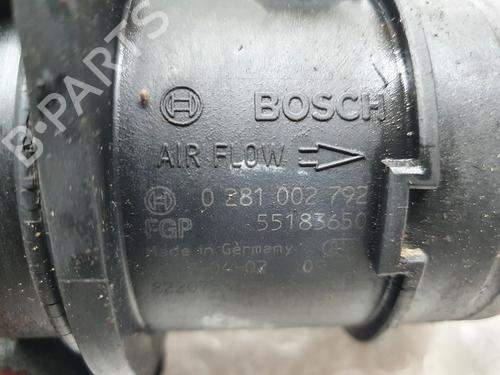 BOSCH
AIR FLOW
0 281 002 792
FGP 55183650
Made in Germany
B-PARTS